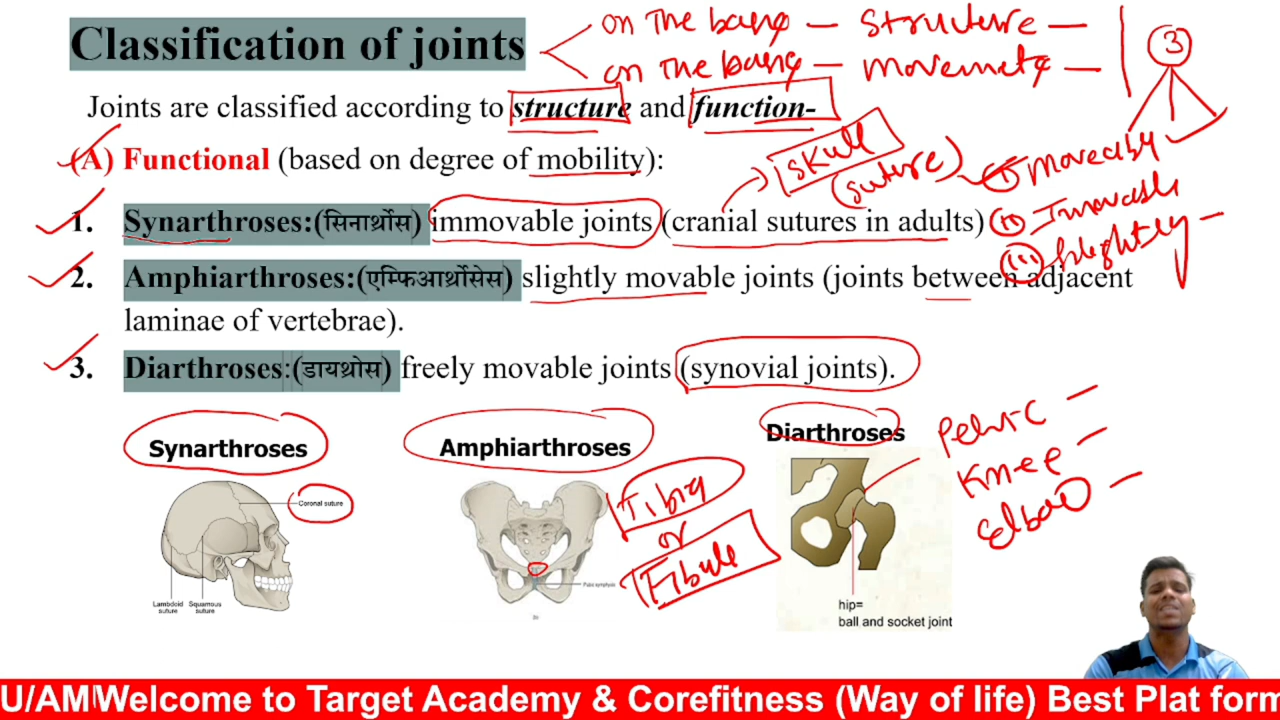 Classification of joints
on the basis – structure –
on the basis – movements –
3
Joints are classified according to structure and function-
(A) Functional (based on degree of mobility):
skull
(suture)
(i) moveably
(ii) Immovable
(iii) slightly –
1. Synarthroses:(सिनार्थ्रोस) immovable joints (cranial sutures in adults)
2. Amphiarthroses:(एम्फिआर्थ्रोसेस) slightly movable joints (joints between adjacent
laminae of vertebrae).
3. Diarthroses:(डायथ्रोस) freely movable joints (synovial joints).
Synarthroses
Amphiarthroses
Diarthroses
Pelvic –
Knee –
Elbow –
Coronal suture
Tibia
or
Fibule
Pubic symphysis
Lambdoid suture
Squamous suture
hip=
ball and socket joint
U/AM Welcome to Target Academy & Corefitness (Way of life) Best Plat form